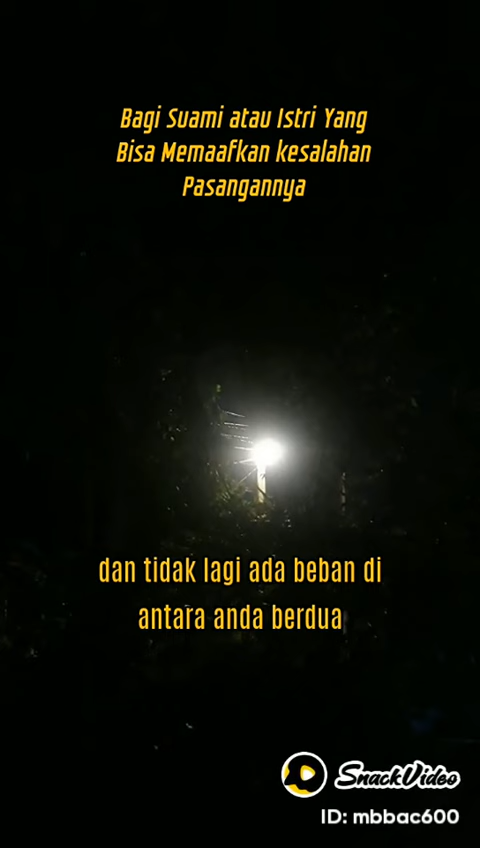 Bagi Suami atau Istri Yang
Bisa Memaafkan kesalahan
Pasangannya
dan tidak lagi ada beban di
antara anda berdua
SnackVideo
ID: mbbac600